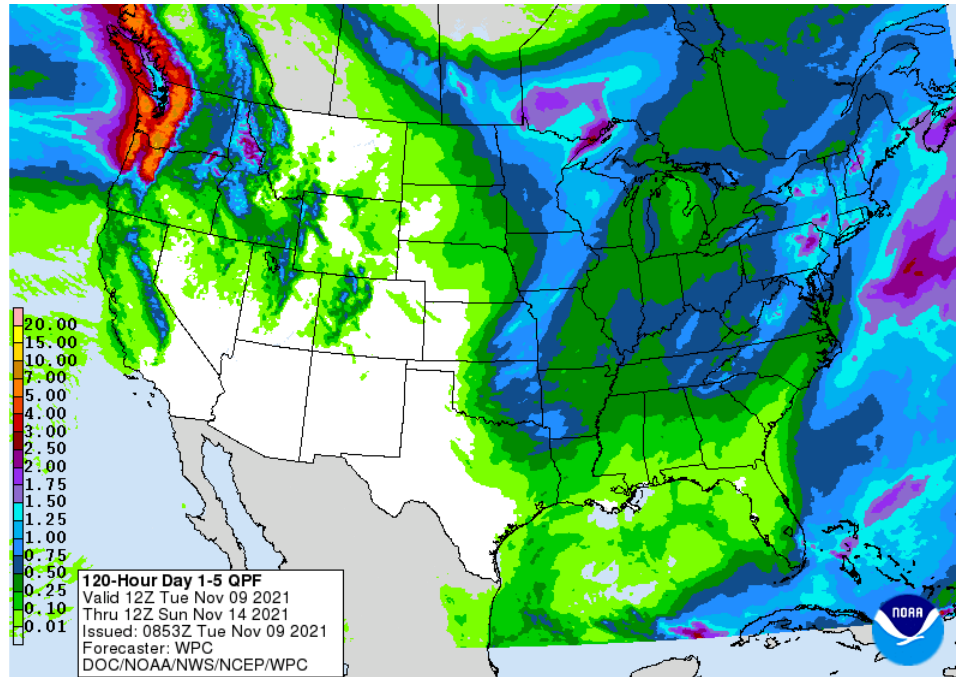 20.00
15.00
10.00
7.00
5.00
4.00
3.00
2.50
2.00
1.75
1.50
1.25
1.00
0.75
0.50
0.25
0.10
0.01
120-Hour Day 1-5 QPF
Valid 12Z Tue Nov 09 2021
Thru 12Z Sun Nov 14 2021
Issued: 0853Z Tue Nov 09 2021
Forecaster: WPC
DOC/NOAA/NWS/NCEP/WPC
NOAA